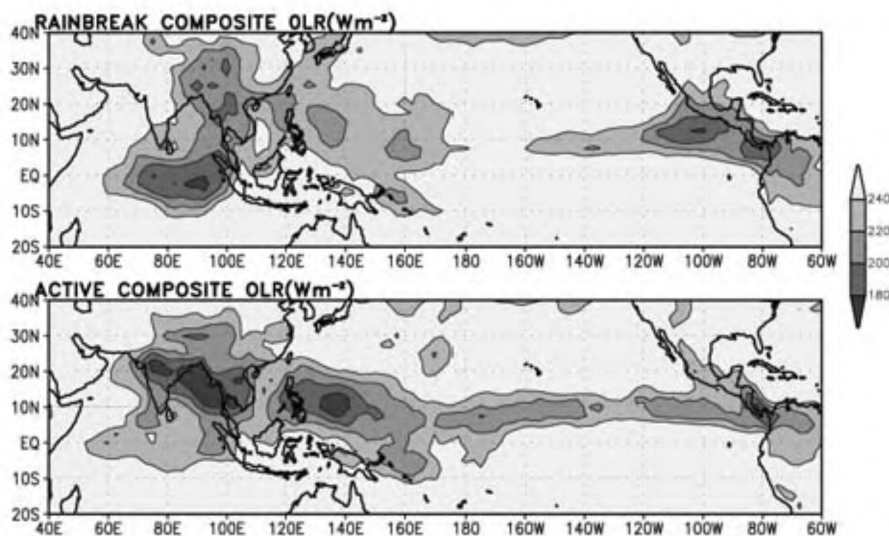 RAINBREAK COMPOSITE OLR(Wm⁻²)
40N
30N
20N
10N
EQ
10S
20S
40E 60E 80E 100E 120E 140E 160E 180 160W 140W 120W 100W 80W 60W
ACTIVE COMPOSITE OLR(Wm⁻²)
40N
30N
20N
10N
EQ
10S
20S
40E 60E 80E 100E 120E 140E 160E 180 160W 140W 120W 100W 80W 60W
240
220
200
180